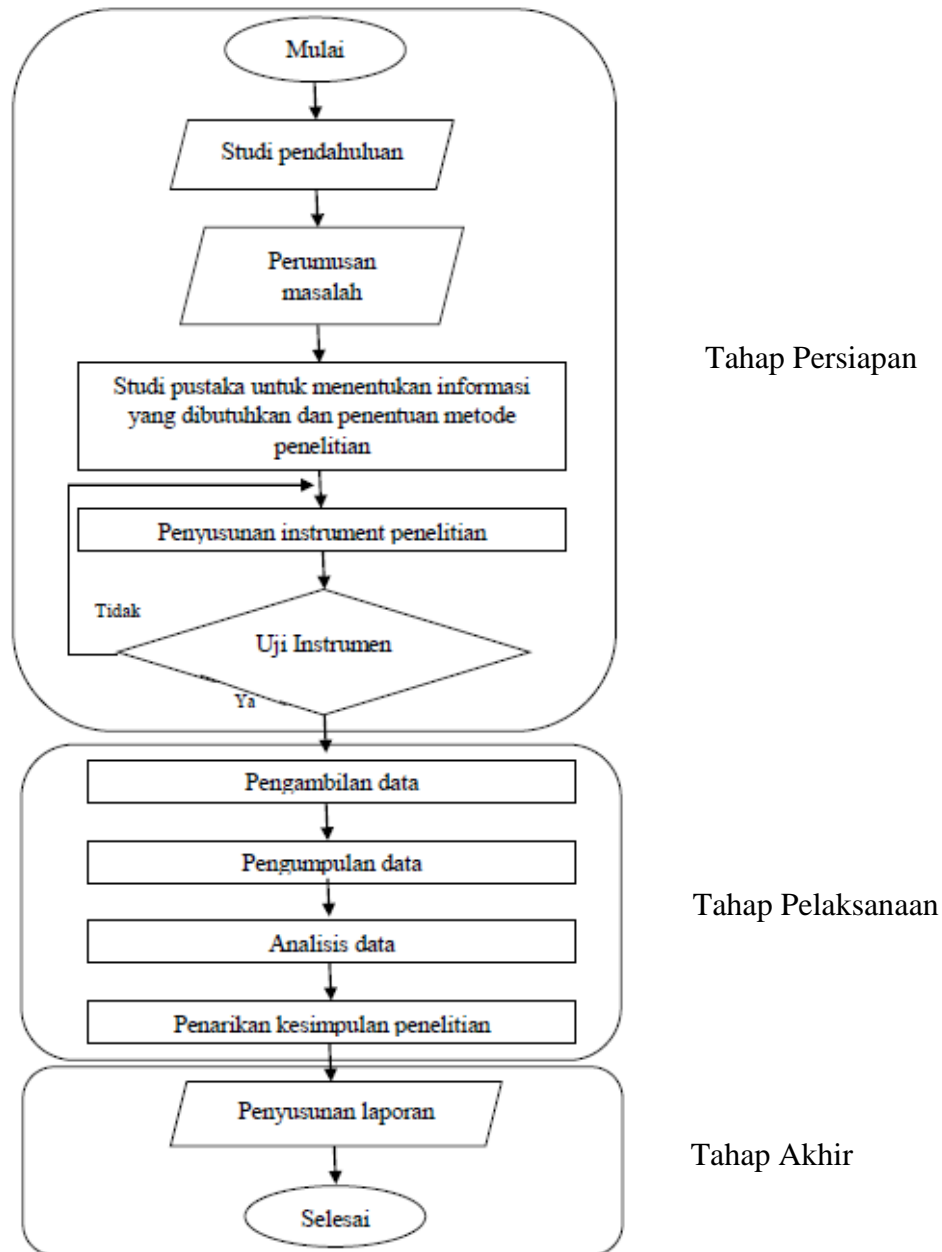 Mulai
Studi pendahuluan
Perumusan
masalah
Tahap Persiapan
Studi pustaka untuk menentukan informasi
yang dibutuhkan dan penentuan metode
penelitian
Penyusunan instrument penelitian
Tidak
Uji Instrumen
Ya
Pengambilan data
Pengumpulan data
Tahap Pelaksanaan
Analisis data
Penarikan kesimpulan penelitian
Penyusunan laporan
Tahap Akhir
Selesai